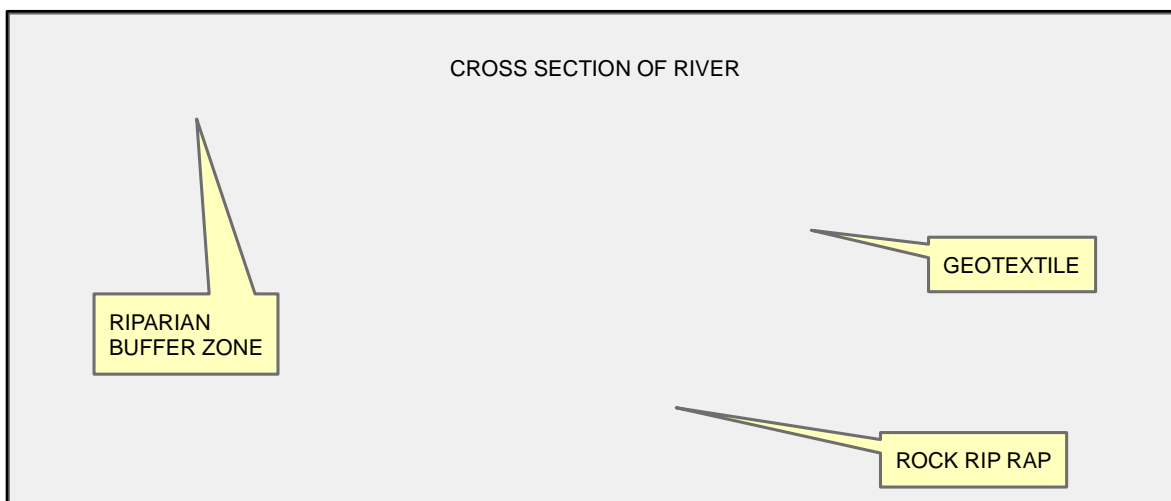 CROSS SECTION OF RIVER
GEOTEXTILE
RIPARIAN
BUFFER ZONE
ROCK RIP RAP